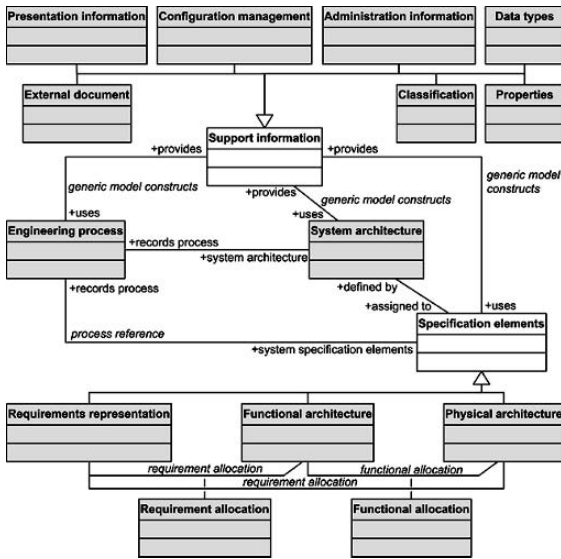 Presentation information
Configuration management
Administration information
Data types
External document
Classification
Properties
Support information
+provides
+provides
generic model constructs
+provides
generic model constructs
generic model
constructs
+uses
+uses
Engineering process
System architecture
+records process
+system architecture
+records process
+defined by
+assigned to
+uses
Specification elements
process reference
+system specification elements
Requirements representation
Functional architecture
Physical architecture
requirement allocation
functional allocation
requirement allocation
Requirement allocation
Functional allocation